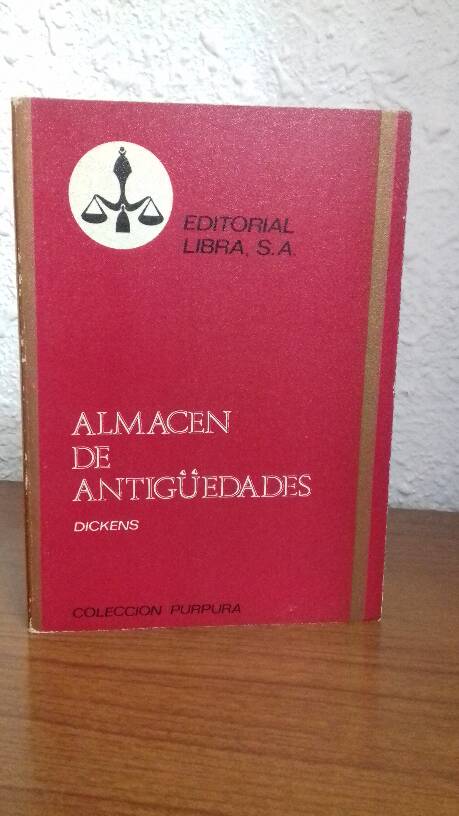 EDITORIAL
LIBRA, S.A.
ALMACEN
DE
ANTIGÜEDADES
DICKENS
COLECCION PURPURA